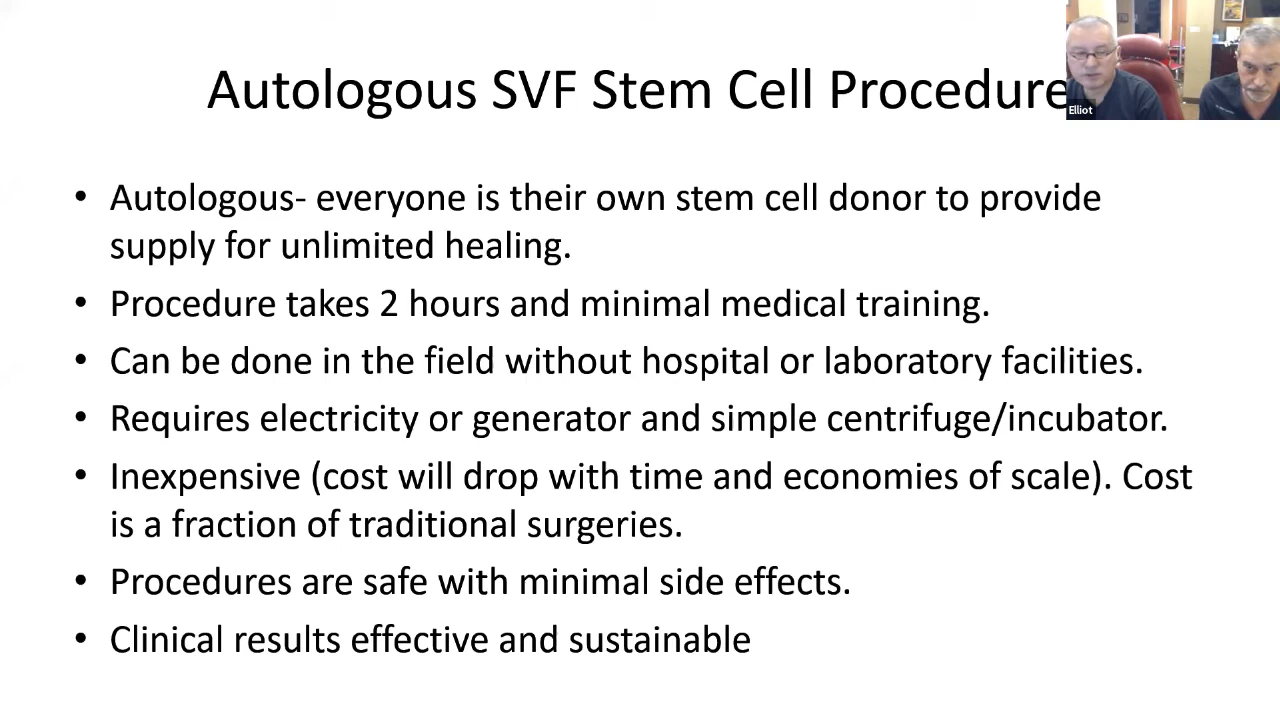 Autologous SVF Stem Cell Procedure
Elliot
• Autologous- everyone is their own stem cell donor to provide
supply for unlimited healing.
• Procedure takes 2 hours and minimal medical training.
• Can be done in the field without hospital or laboratory facilities.
• Requires electricity or generator and simple centrifuge/incubator.
• Inexpensive (cost will drop with time and economies of scale). Cost
is a fraction of traditional surgeries.
• Procedures are safe with minimal side effects.
• Clinical results effective and sustainable